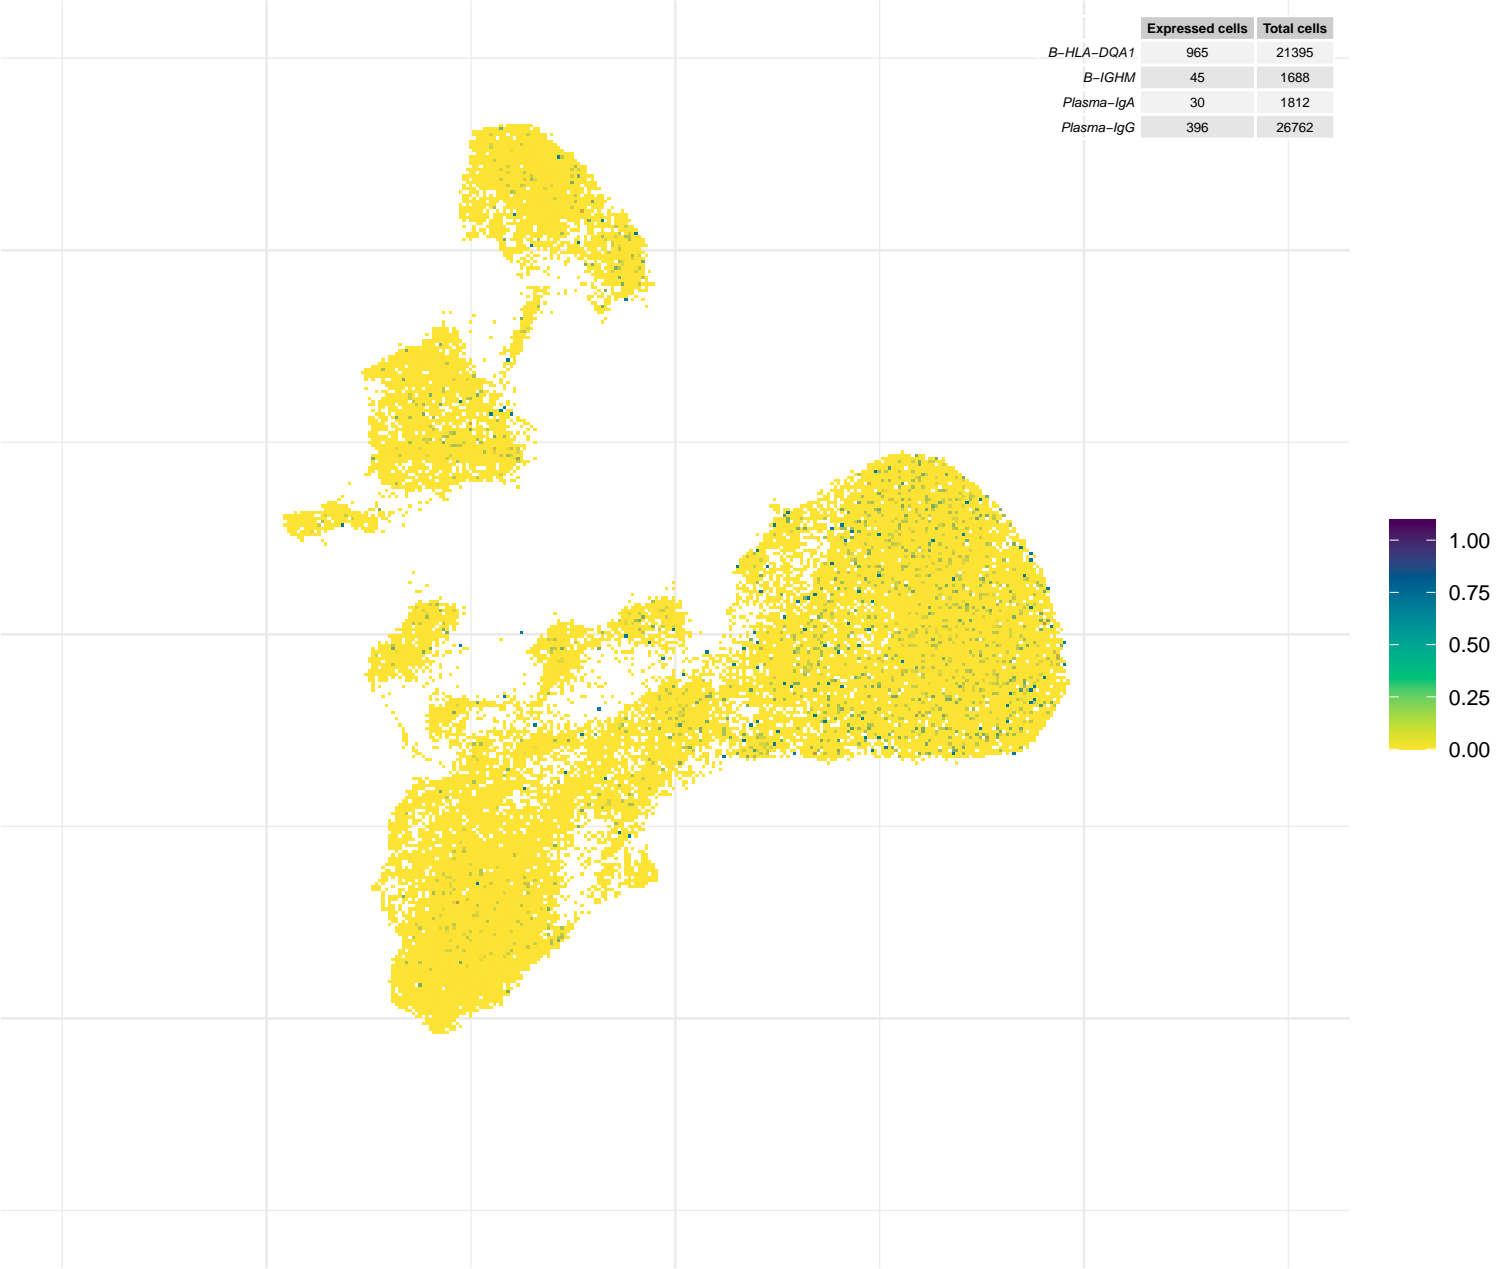 Expressed cells Total cells
B−HLA−DQA1 965 21395
B−IGHM 45 1688
Plasma−IgA 30 1812
Plasma−IgG 396 26762
1.00
0.75
0.50
0.25
0.00